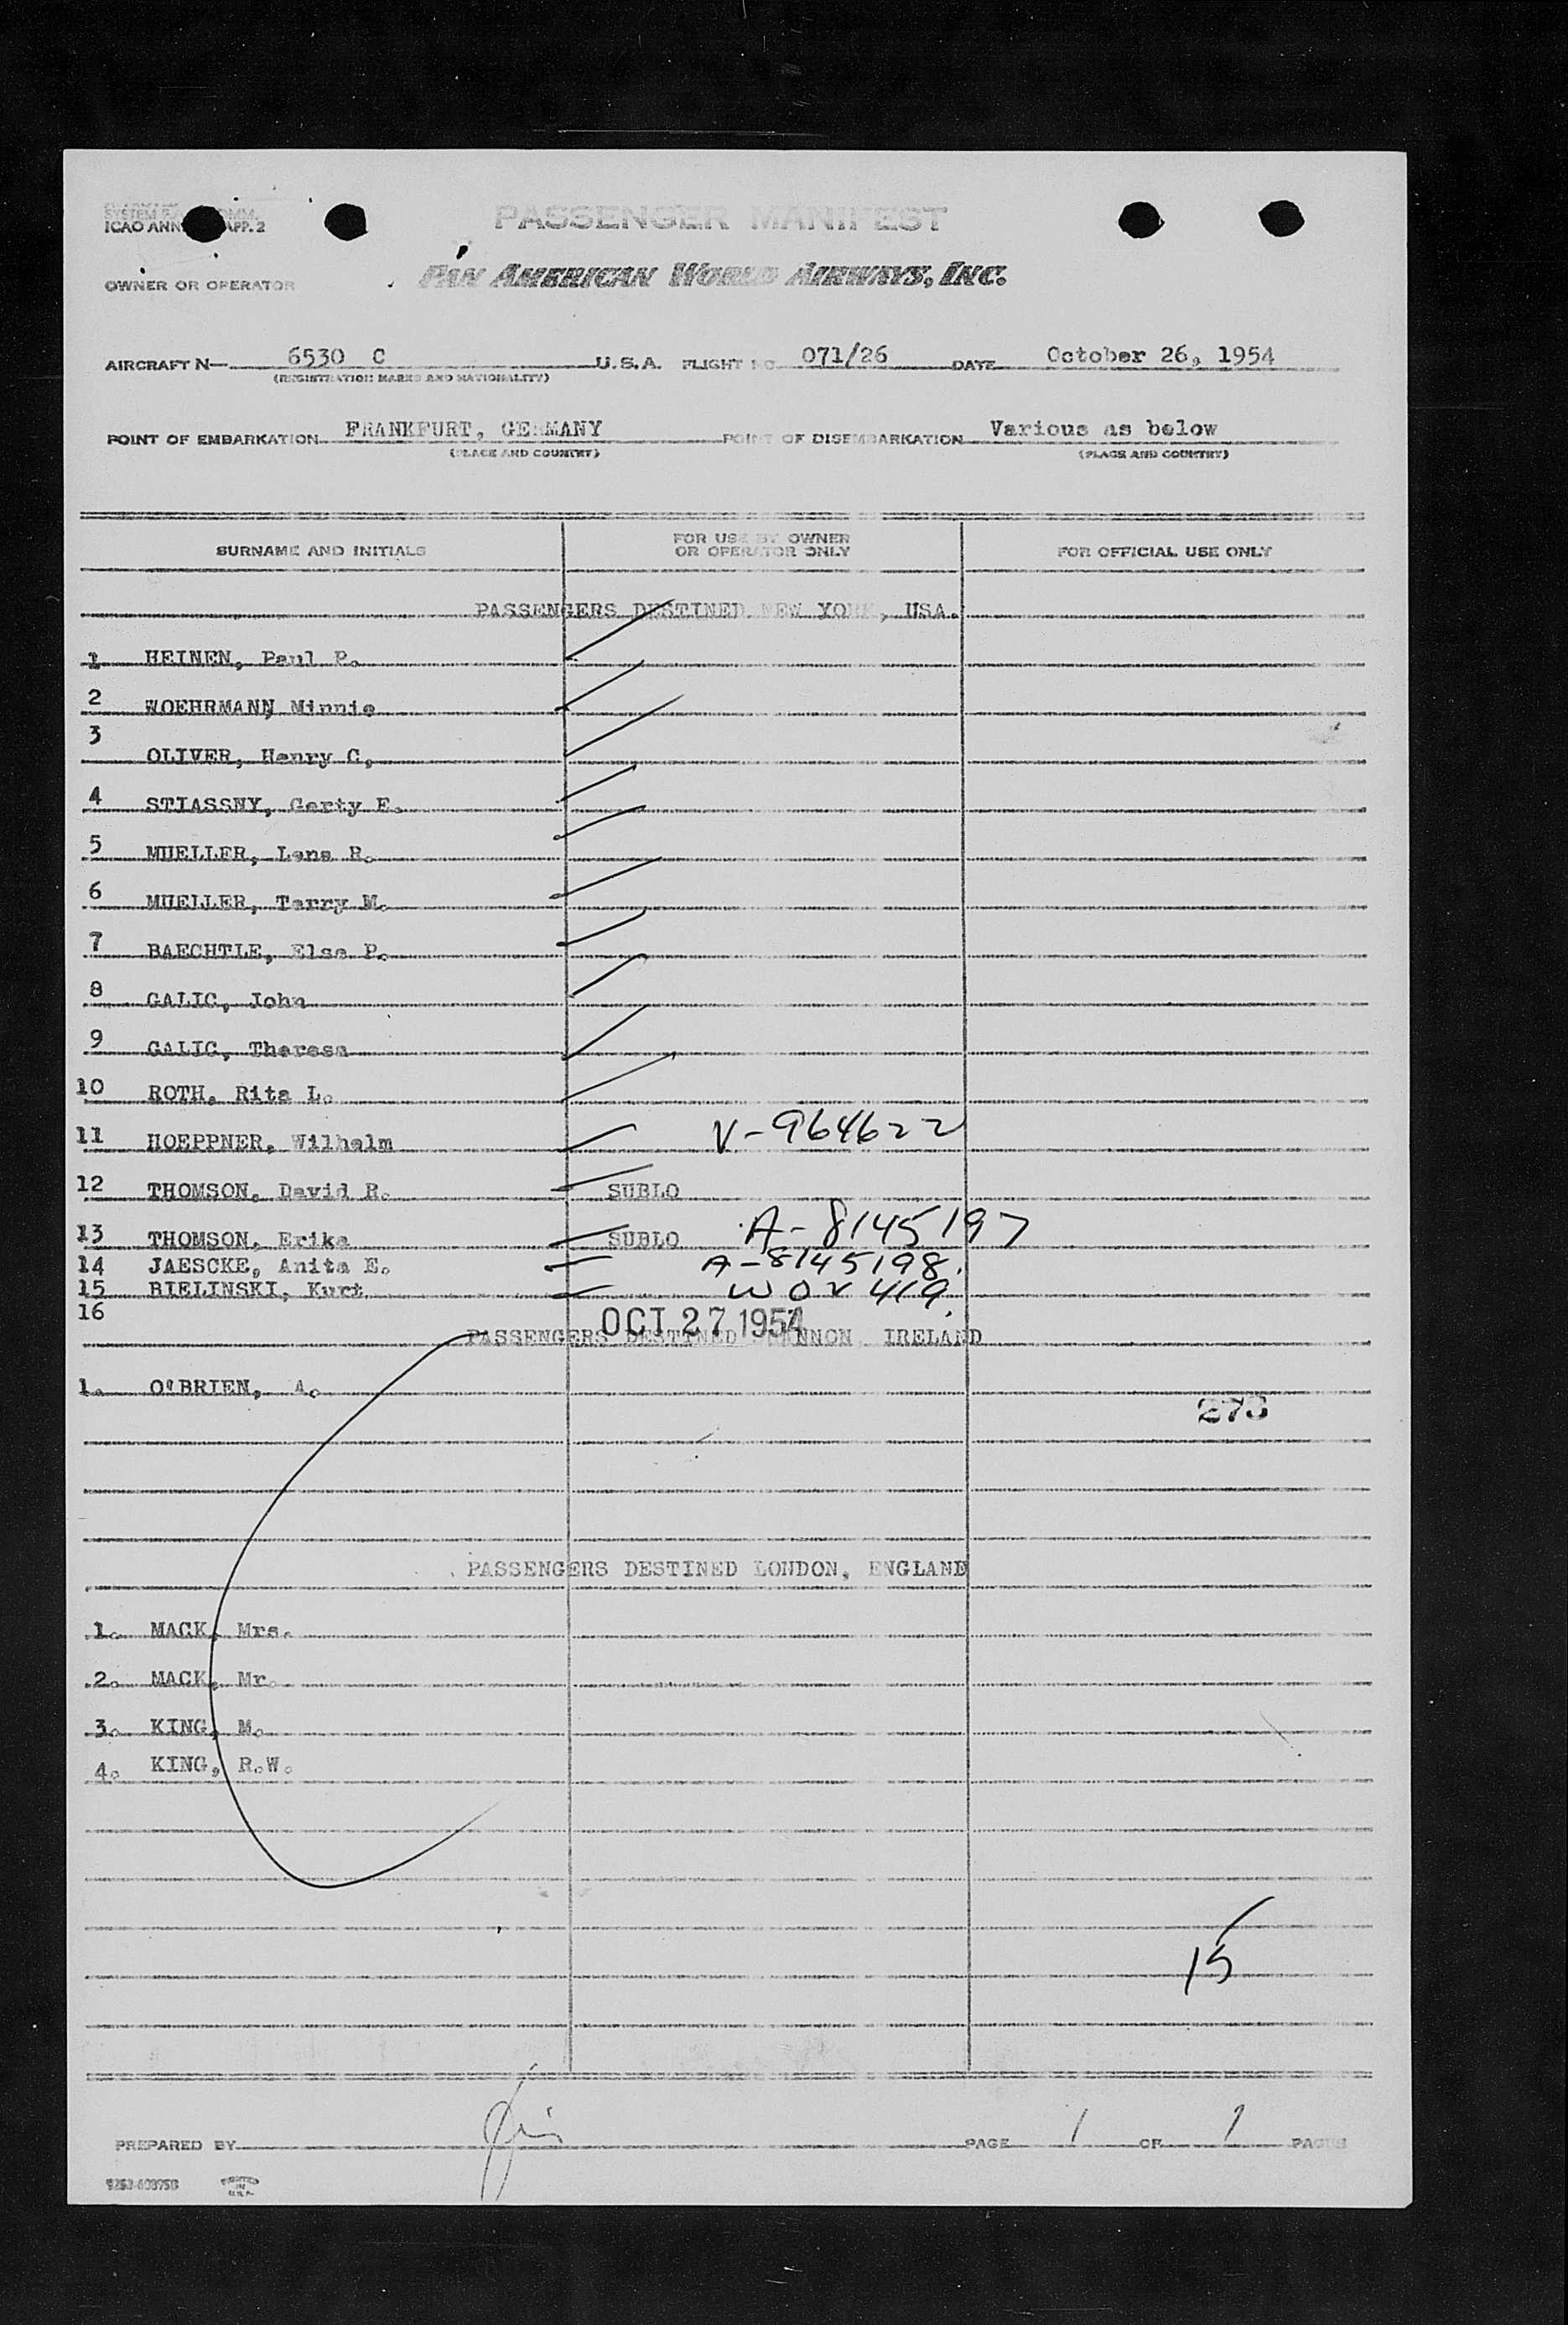 SYSTEM COMM.
ICAO ANN APP. 2
PASSENGER MANIFEST
OWNER OR OPERATOR
PAN AMERICAN WORLD AIRWAYS, INC.
AIRCRAFT N— 6530 C U.S.A. FLIGHT NO. 071/26 DATE October 26, 1954
(REGISTRATION MARKS AND NATIONALITY)
POINT OF EMBARKATION FRANKFURT, GERMANY POINT OF DISEMBARKATION Various as below
(PLACE AND COUNTRY) (PLACE AND COUNTRY)
SURNAME AND INITIALS FOR USE BY OWNER OR OPERATOR ONLY FOR OFFICIAL USE ONLY
PASSENGERS DESTINED NEW YORK, USA.
1 HEINEN, Paul P.
2 WOEHRMANN, Minnie
3 OLIVER, Henry C.
4 STIASSNY, Gerty E.
5 MUELLER, Lena R.
6 MUELLER, Terry M.
7 BAECHTLE, Else P.
8 GALIC, John
9 GALIC, Theresa
10 ROTH, Rita L.
11 HOEPPNER, Wilhelm V-964622
12 THOMSON, David R. SUBLO
13 THOMSON, Erika SUBLO A-8145197
14 JAESCKE, Anita E. A-8145198
15 BIELINSKI, Kurt 419
16 OCT 27 1954
PASSENGERS DESTINED SHANNON IRELAND
1. O'BRIEN, A.
273
PASSENGERS DESTINED LONDON, ENGLAND
1. MACK, Mrs.
2. MACK, Mr.
3. KING, M.
4. KING, R.W.
15
PREPARED BY PAGE 1 OF 1 PAGES
PRINTED IN U.S.A.